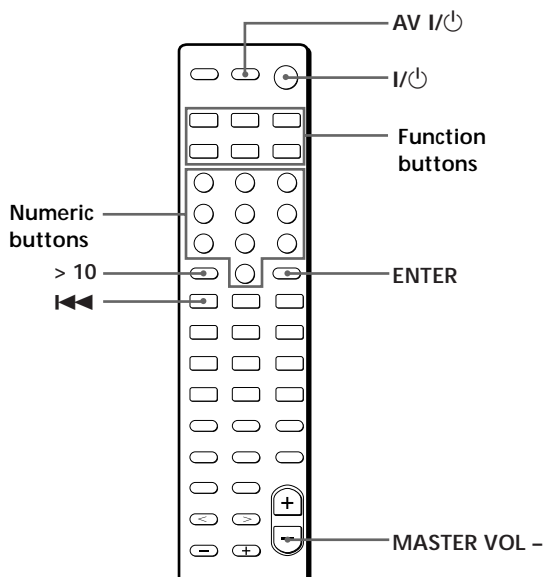 AV I/⏻
I/⏻
Function
buttons
Numeric
buttons
> 10
ENTER
⏮
+
–
MASTER VOL –
< >
– +